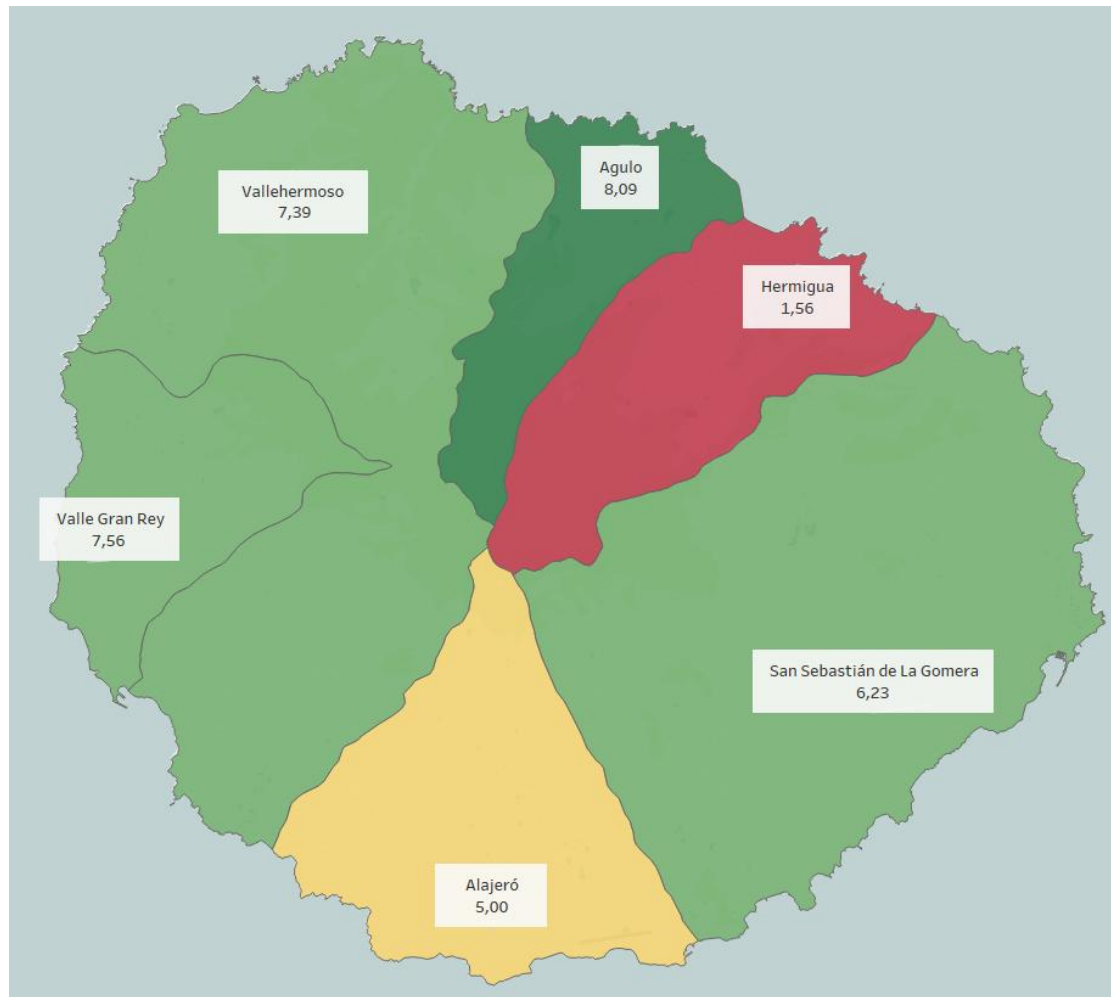 Agulo
8,09
Vallehermoso
7,39
Hermigua
1,56
Valle Gran Rey
7,56
San Sebastián de La Gomera
6,23
Alajeró
5,00